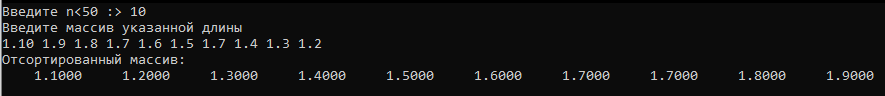 Введите n<50 :> 10
Введите массив указанной длины
1.10 1.9 1.8 1.7 1.6 1.5 1.7 1.4 1.3 1.2
Отсортированный массив:
1.1000 1.2000 1.3000 1.4000 1.5000 1.6000 1.7000 1.7000 1.8000 1.9000